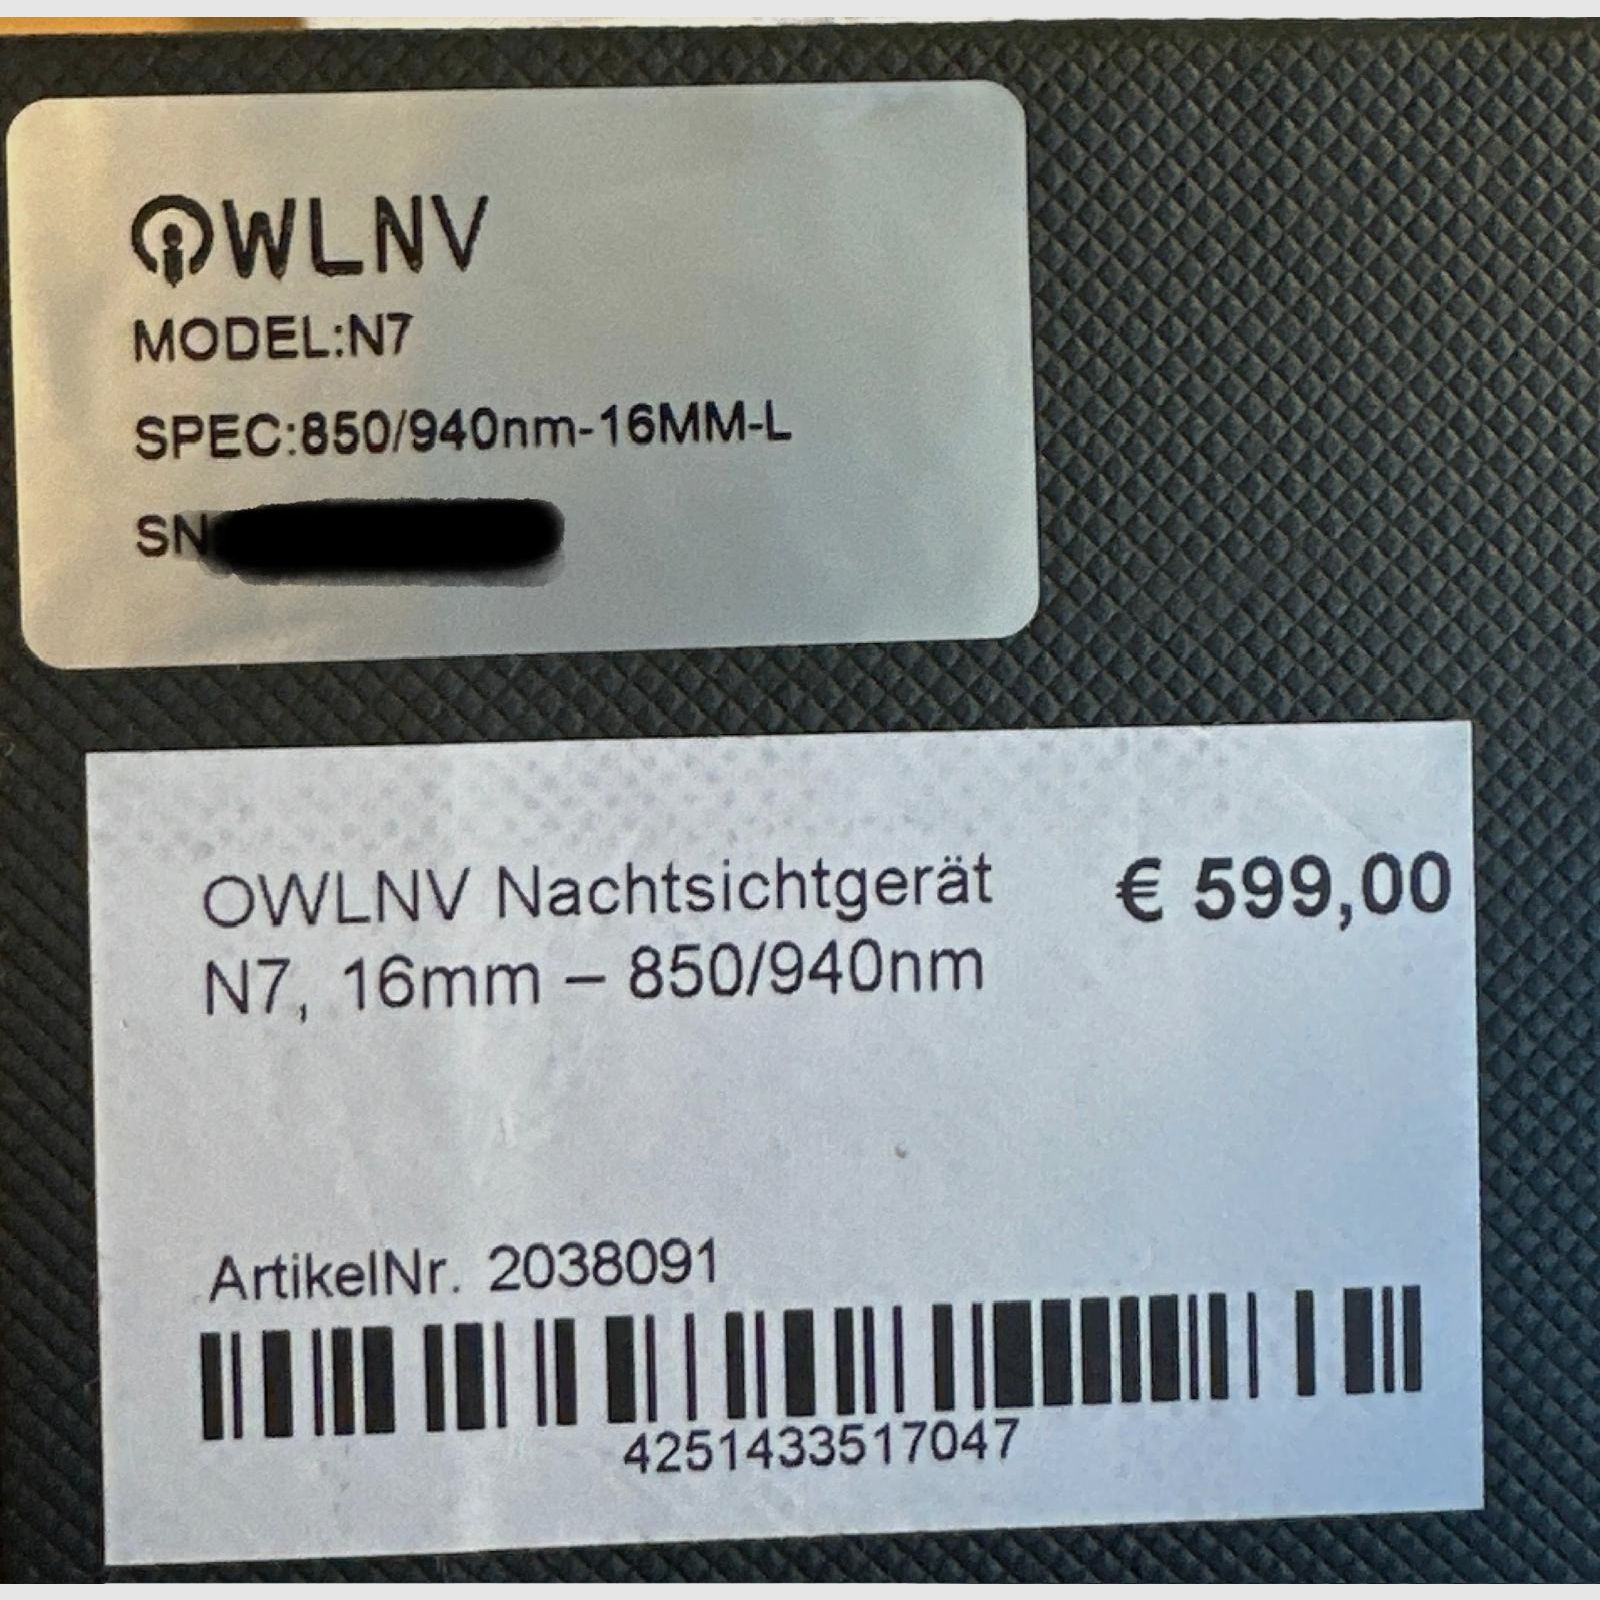 OWLNV
MODEL:N7
SPEC:850/940nm-16MM-L
SN
OWLNV Nachtsichtgerät € 599,00
N7, 16mm – 850/940nm
ArtikelNr. 2038091
4251433517047